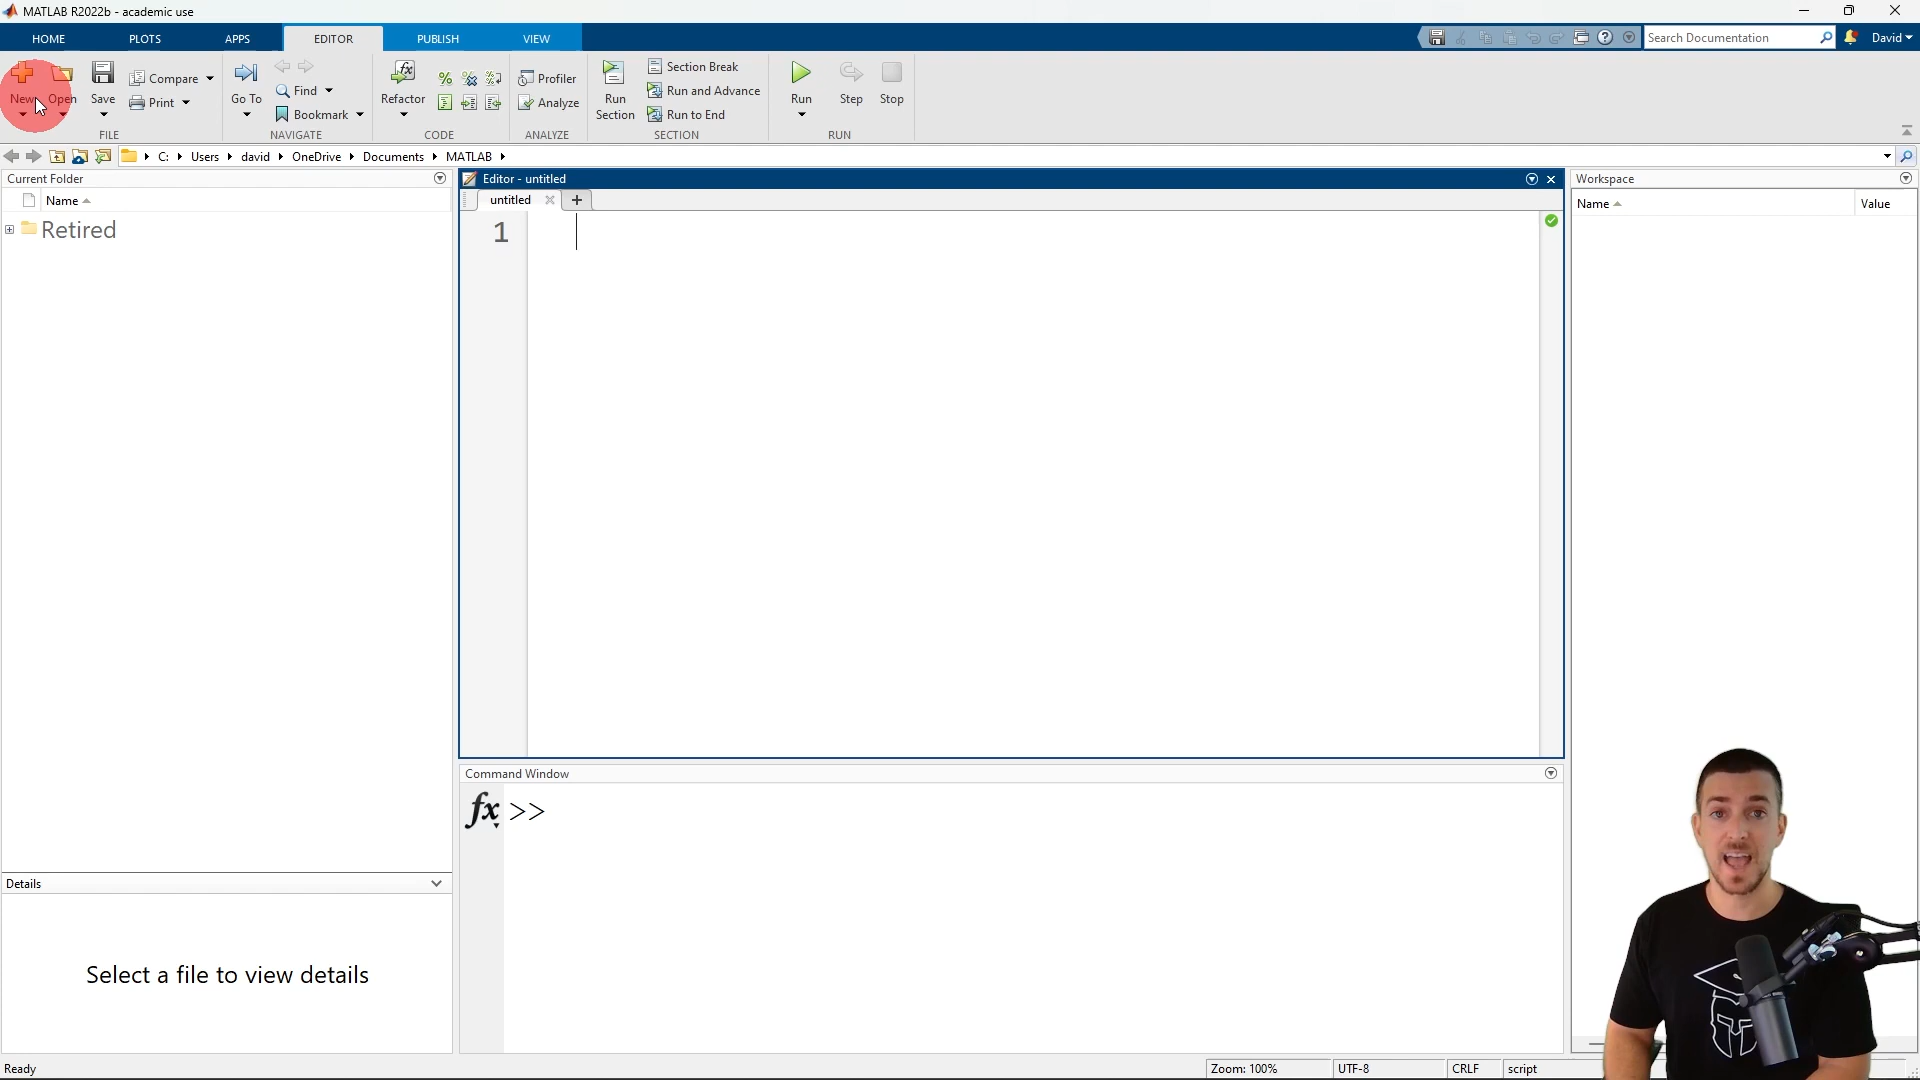 MATLAB R2022b - academic use
HOME PLOTS APPS EDITOR PUBLISH VIEW
Search Documentation
David
New Open Save
Compare
Print
FILE
Go To
Find
Bookmark
NAVIGATE
Refactor
CODE
Profiler
Analyze
ANALYZE
Run
Section
Section Break
Run and Advance
Run to End
SECTION
Run Step Stop
RUN
C: Users david OneDrive Documents MATLAB
Current Folder
Name
Retired
Editor - untitled
untitled
1
Workspace
Name Value
Command Window
fx >>
Details
Select a file to view details
Ready
Zoom: 100% UTF-8 CRLF script